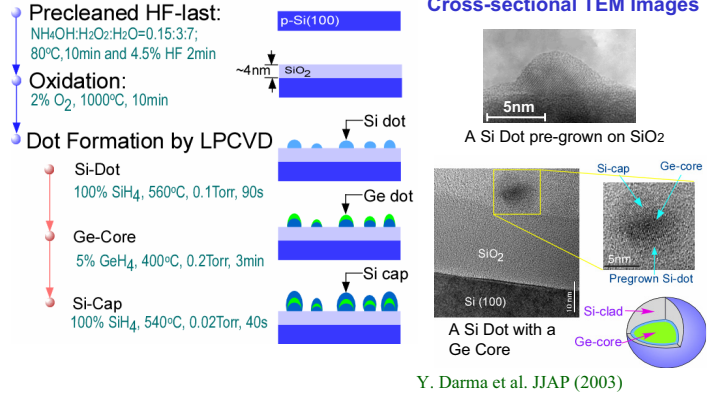 Precleaned HF-last:
NH4OH:H2O2:H2O=0.15:3:7;
80ºC,10min and 4.5% HF 2min
Oxidation:
2% O2, 1000ºC, 10min
Dot Formation by LPCVD
Si-Dot
100% SiH4, 560ºC, 0.1Torr, 90s
Ge-Core
5% GeH4, 400ºC, 0.2Torr, 3min
Si-Cap
100% SiH4, 540ºC, 0.02Torr, 40s
p-Si(100)
~4nm
SiO2
Si dot
Ge dot
Si cap
Cross-sectional TEM Images
5nm
A Si Dot pre-grown on SiO2
Si-cap
Ge-core
SiO2
Si (100)
10 nm
5nm
Pregrown Si-dot
A Si Dot with a
Ge Core
Si-clad
Ge-core
Y. Darma et al. JJAP (2003)